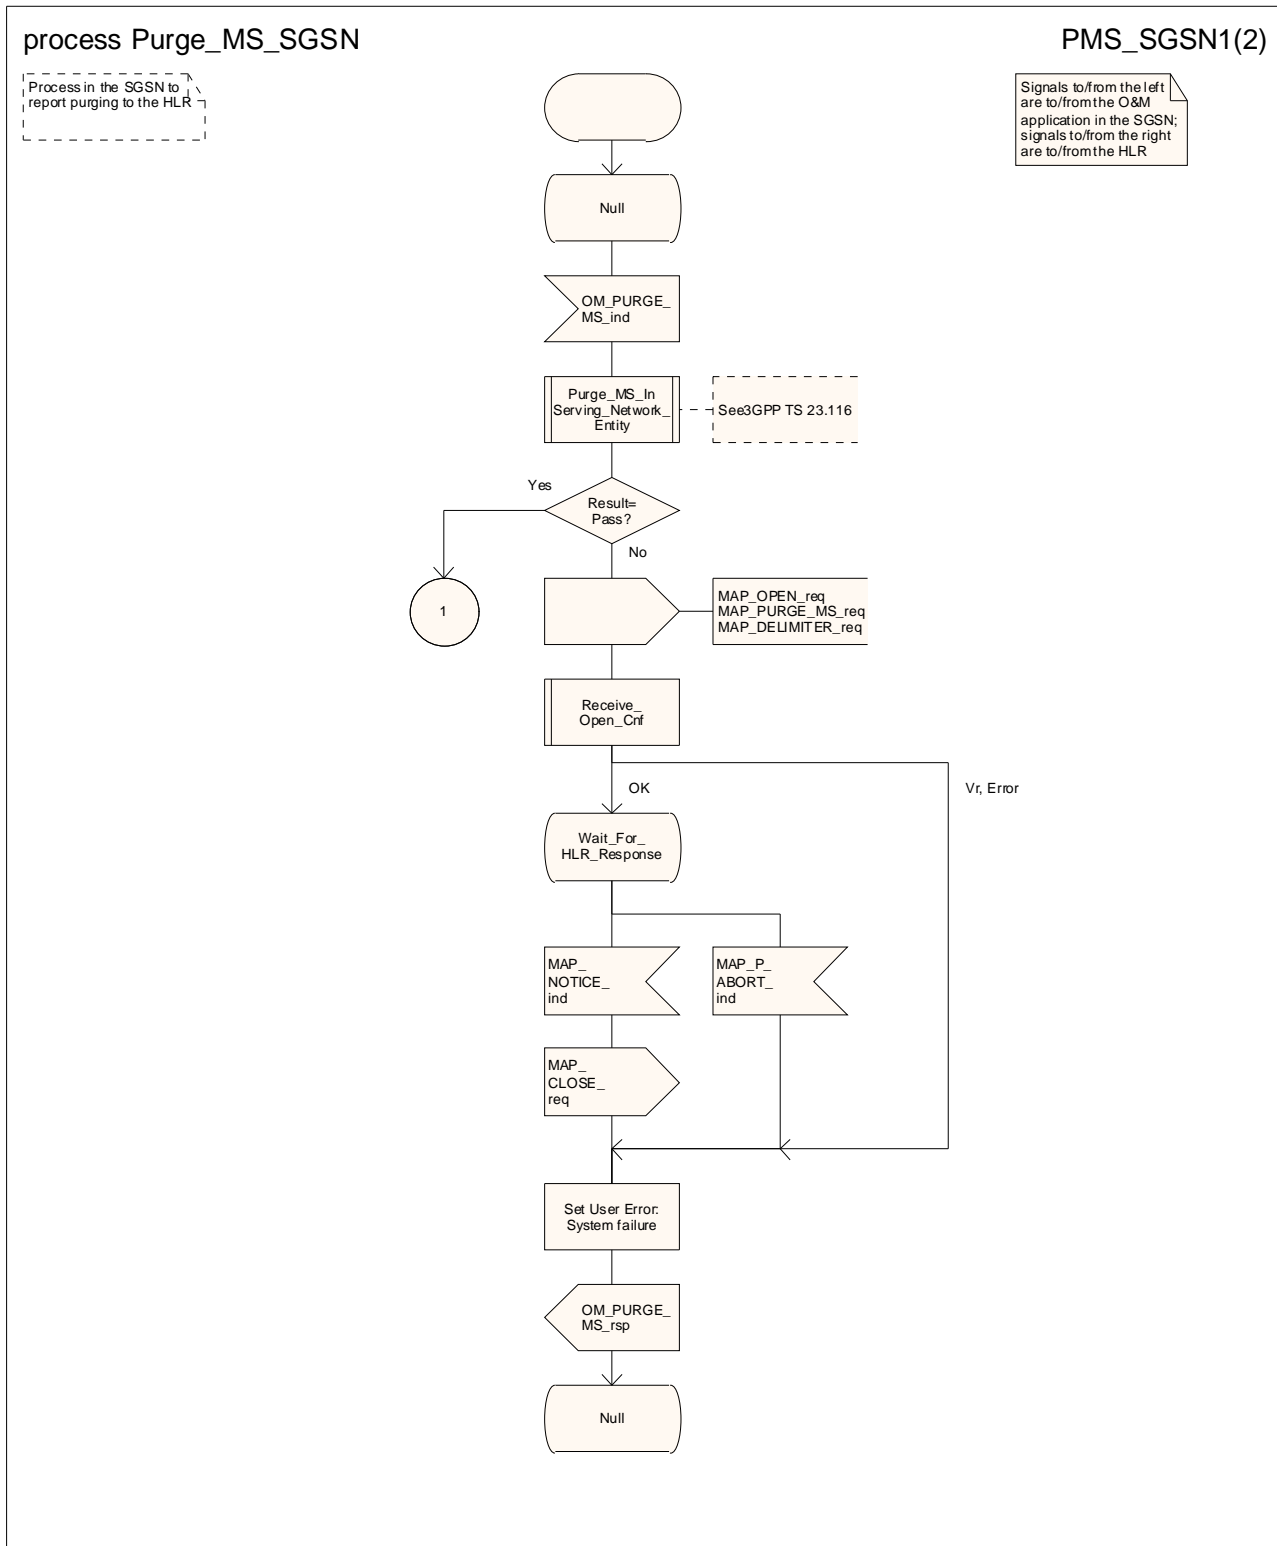 process Purge_MS_SGSN
PMS_SGSN1(2)
Process in the SGSN to
report purging to the HLR
Signals to/from the left
are to/from the O&M
application in the SGSN;
signals to/from the right
are to/from the HLR
Null
OM_PURGE_
MS_ind
Purge_MS_In
Serving_Network_
Entity
See3GPP TS 23.116
Yes
Result=
Pass?
No
1
MAP_OPEN_req
MAP_PURGE_MS_req
MAP_DELIMITER_req
Receive_
Open_Cnf
OK
Vr, Error
Wait_For_
HLR_Response
MAP_
NOTICE_
ind
MAP_P_
ABORT_
ind
MAP_
CLOSE_
req
Set User Error:
System failure
OM_PURGE_
MS_rsp
Null